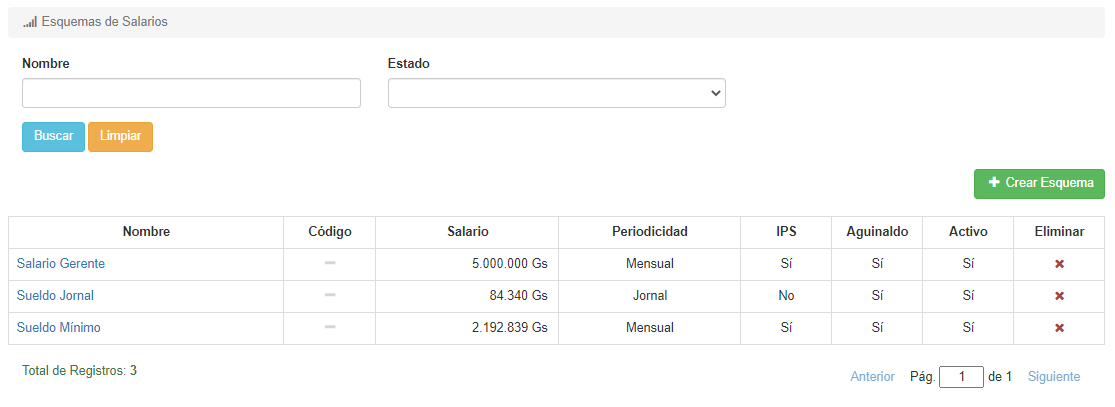 Esquemas de Salarios
Nombre Estado
Buscar Limpiar
Crear Esquema
Nombre Código Salario Periodicidad IPS Aguinaldo Activo Eliminar
Salario Gerente 5.000.000 Gs Mensual Sí Sí Sí
Sueldo Jornal 84.340 Gs Jornal No Sí Sí
Sueldo Mínimo 2.192.839 Gs Mensual Sí Sí Sí
Total de Registros: 3 Anterior Pág. 1 de 1 Siguiente